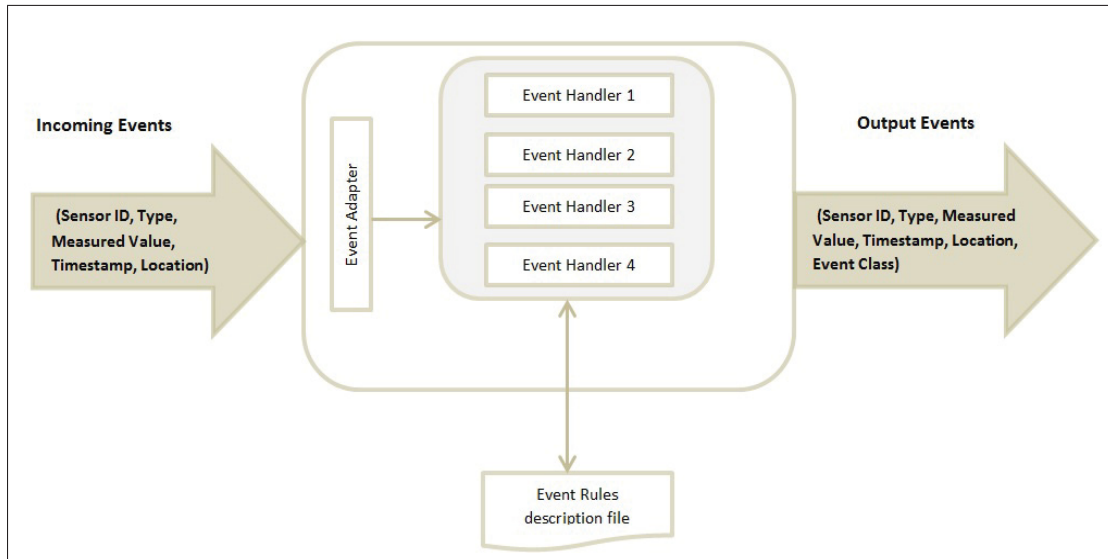 Incoming Events
(Sensor ID, Type,
Measured Value,
Timestamp, Location)
Event Adapter
Event Handler 1
Event Handler 2
Event Handler 3
Event Handler 4
Event Rules
description file
Output Events
(Sensor ID, Type, Measured
Value, Timestamp, Location,
Event Class)